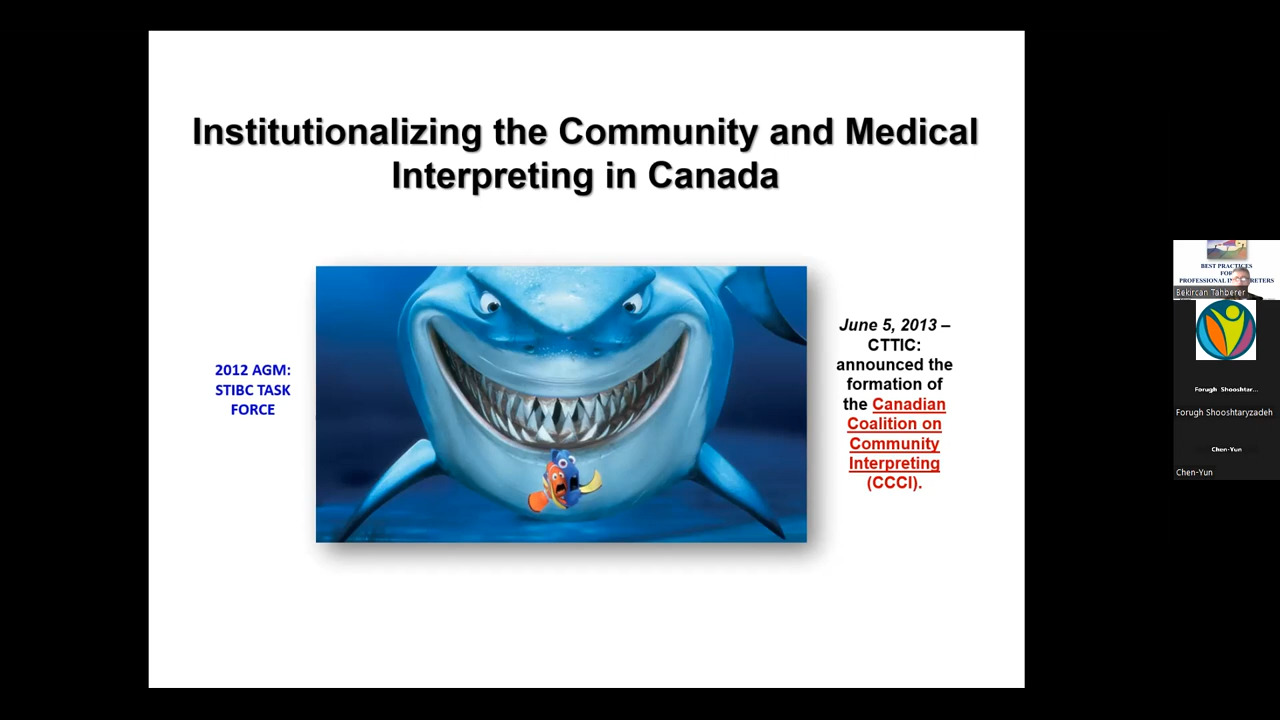 Institutionalizing the Community and Medical
Interpreting in Canada
2012 AGM:
STIBC TASK
FORCE
June 5, 2013 –
CTTIC:
announced the
formation of
the Canadian
Coalition on
Community
Interpreting
(CCCI).
BEST PRACTICES
FOR
PROFESSIONAL
Bekircan Tahberer
Forugh Shooshtar...
Forugh Shooshtaryzadeh
Chen-Yun
Chen-Yun